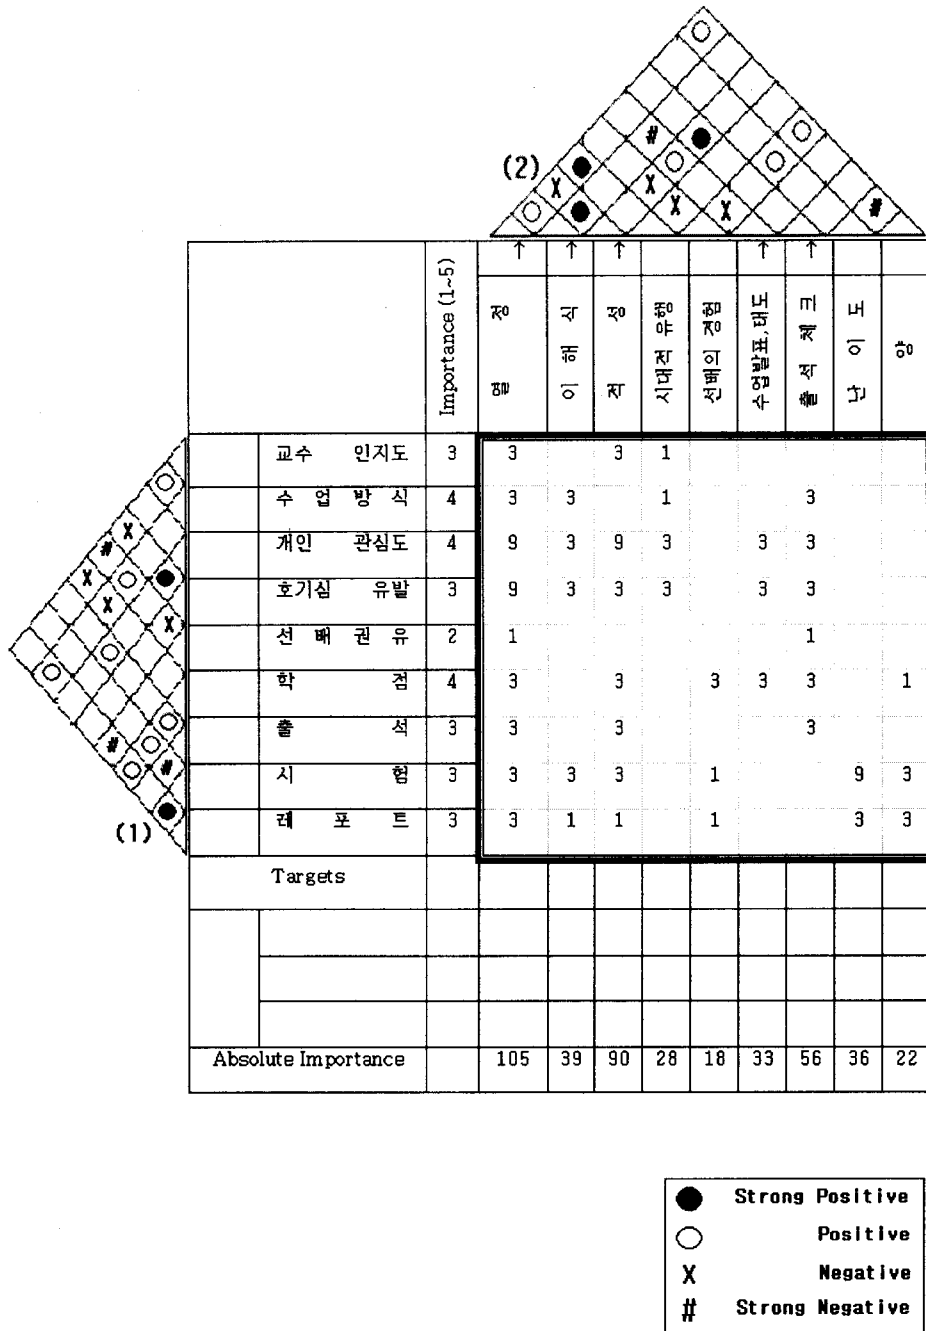 (2)
Importance (1~5)
↑ ↑ ↑ ↑ ↑
열정
이해식
적성
시대적 유행
선배의 경험
수업발표,태도
출석체크
난이도
양
교수 인지도 3 3 3 1
수업방식 4 3 3 1 3
개인 관심도 4 9 3 9 3 3 3
호기심 유발 3 9 3 3 3 3 3
선배권유 2 1 1
학점 4 3 3 3 3 3 1
출석 3 3 3 3
시험 3 3 3 3 1 9 3
레포트 3 3 1 1 1 3 3
(1)
Targets
Absolute Importance 105 39 90 28 18 33 56 36 22
● Strong Positive
○ Positive
X Negative
# Strong Negative